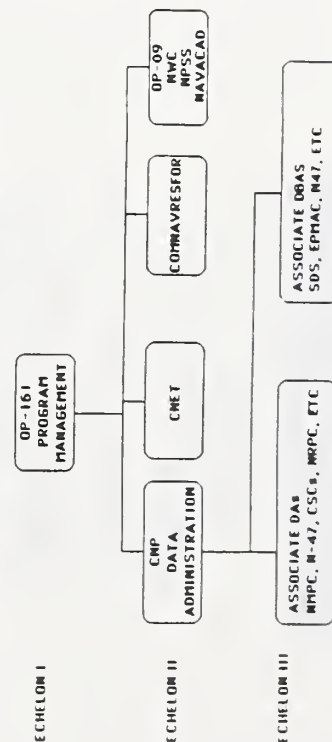 ECHELON I
OP-161
PROGRAM
MANAGEMENT
ECHELON II
CNP
DATA
ADMINISTRATION
CNET
COMNAVRESFOR
OP-09
NWC
NPSS
NAVACAD
ECHELON III
ASSOCIATE DAs
NMPC, N-47, CSCs, NRPC, ETC
ASSOCIATE DBAS
SDS, EPMAC, N47, ETC